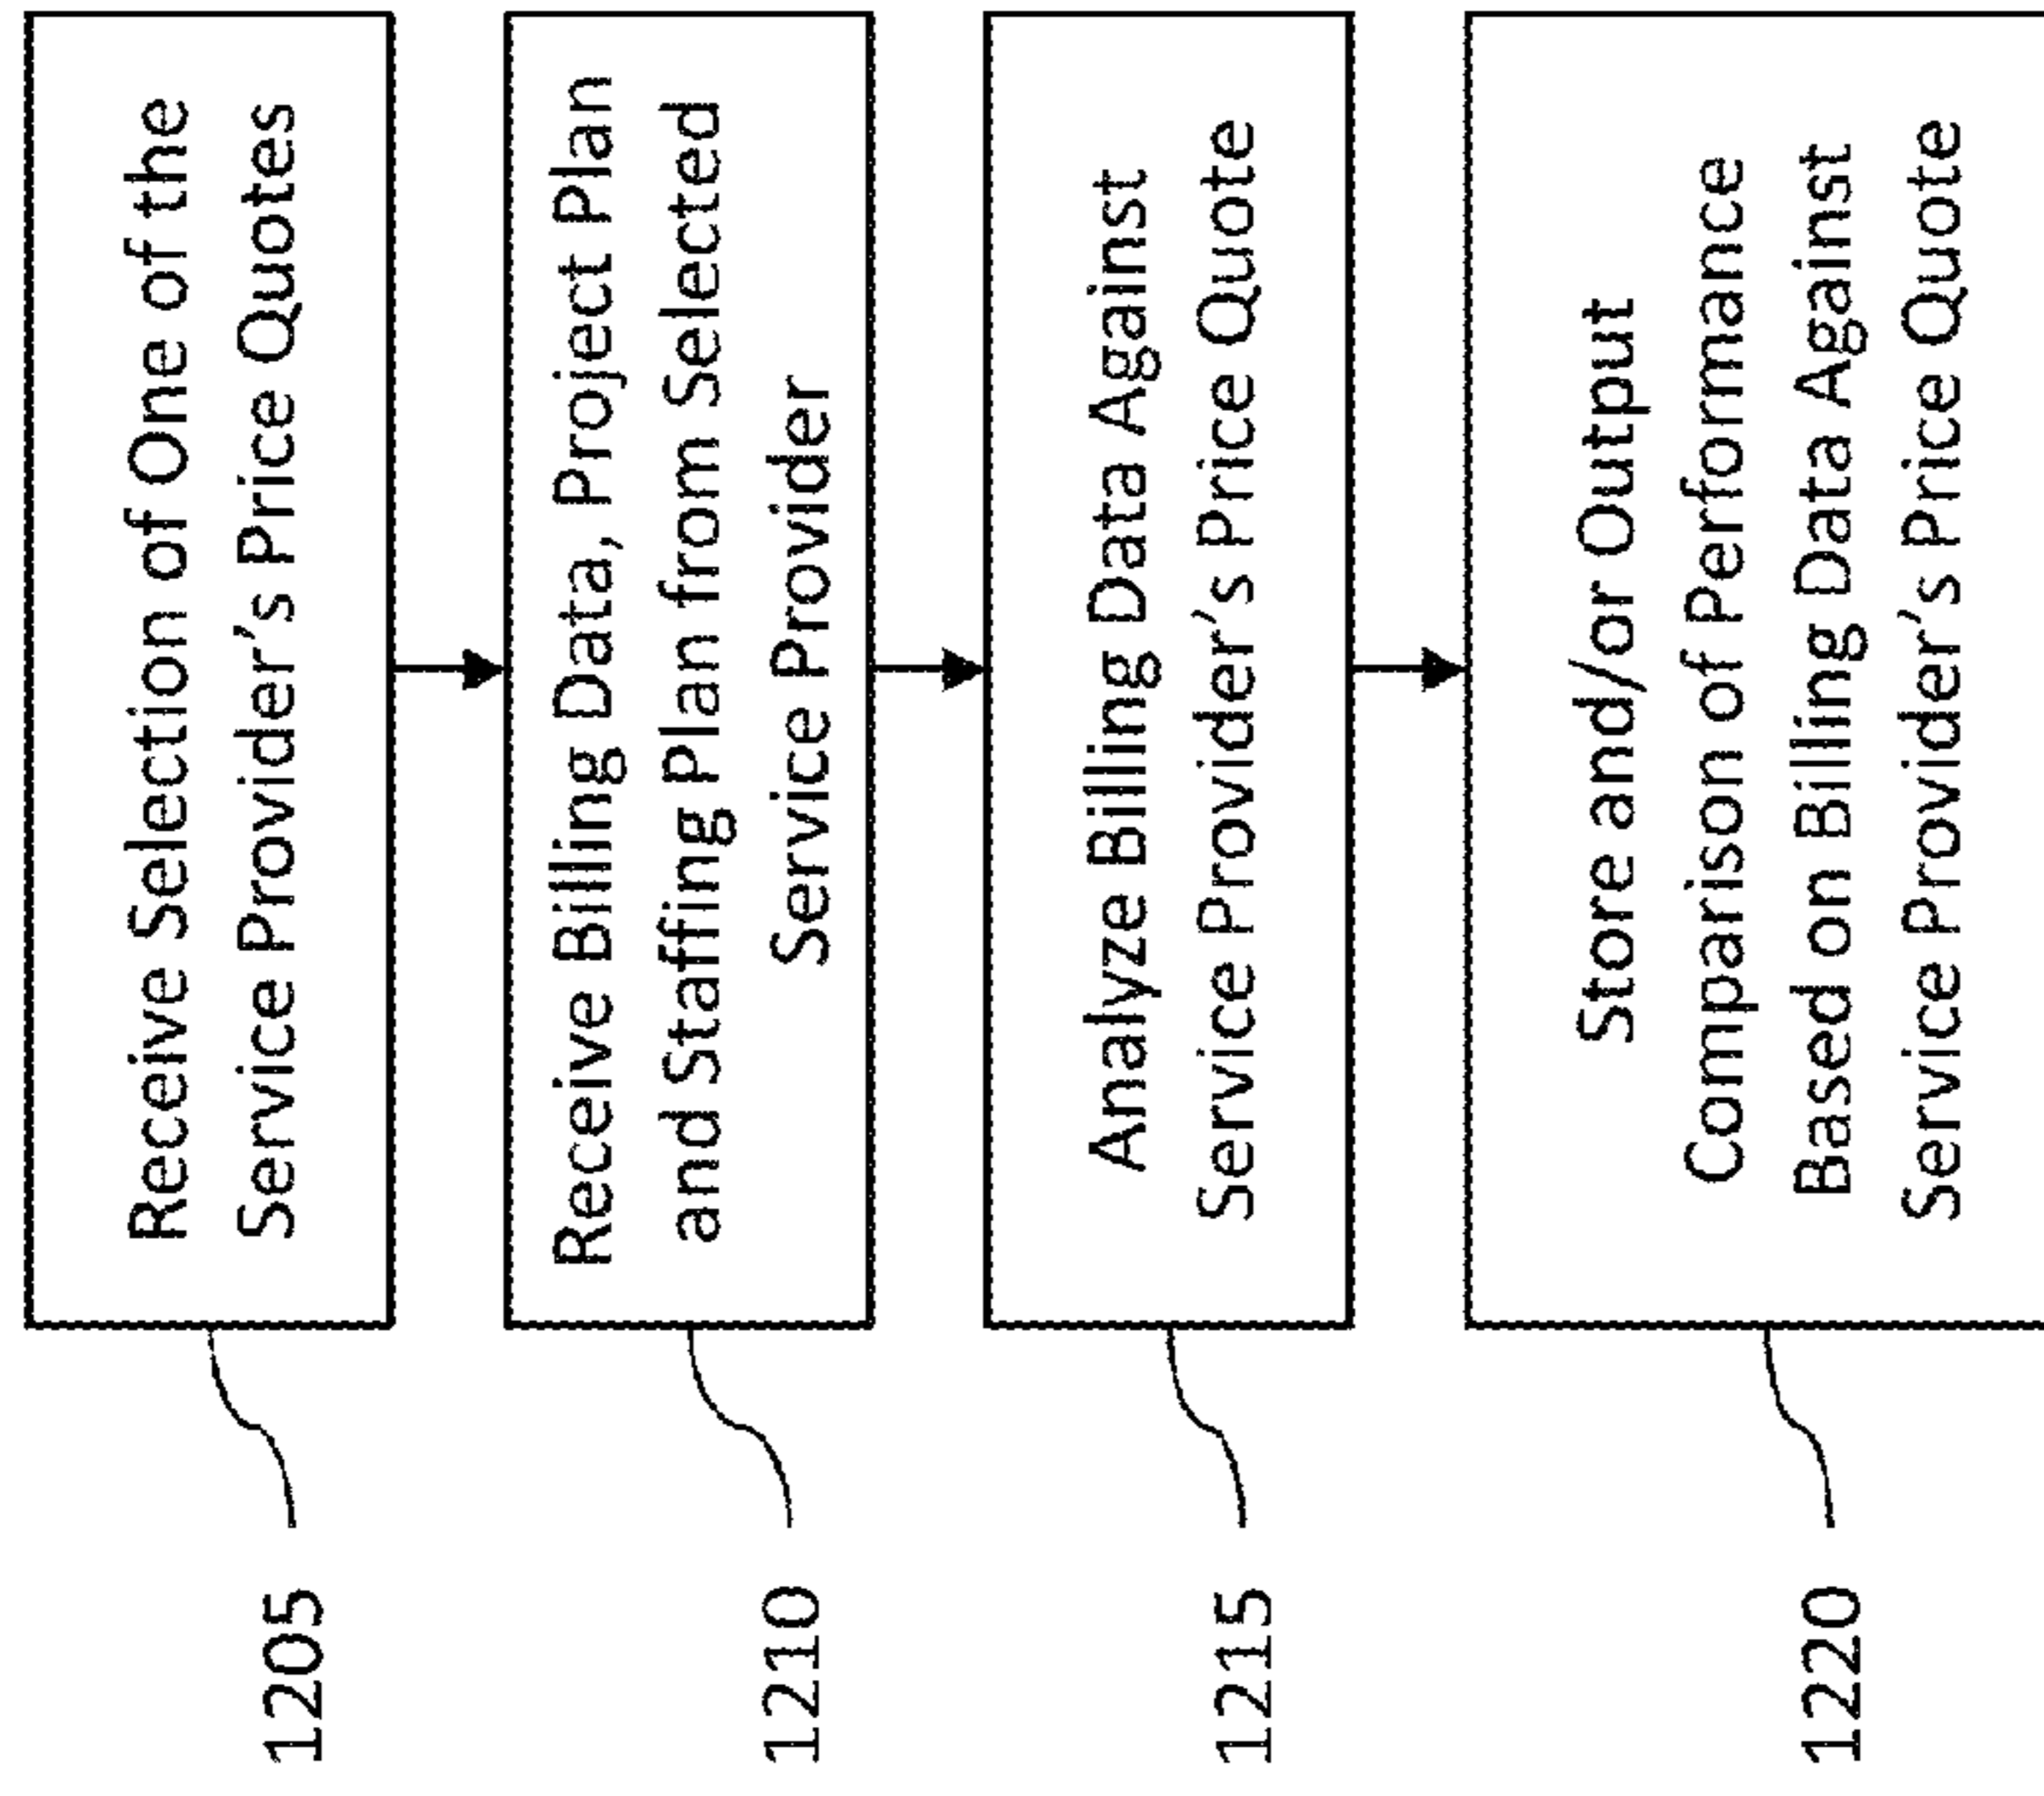 1205
Receive Selection of One of the
Service Provider's Price Quotes
1210
Receive Billing Data, Project Plan
and Staffing Plan from Selected
Service Provider
1215
Analyze Billing Data Against
Service Provider's Price Quote
1220
Store and/or Output
Comparison of Performance
Based on Billing Data Against
Service Provider's Price Quote